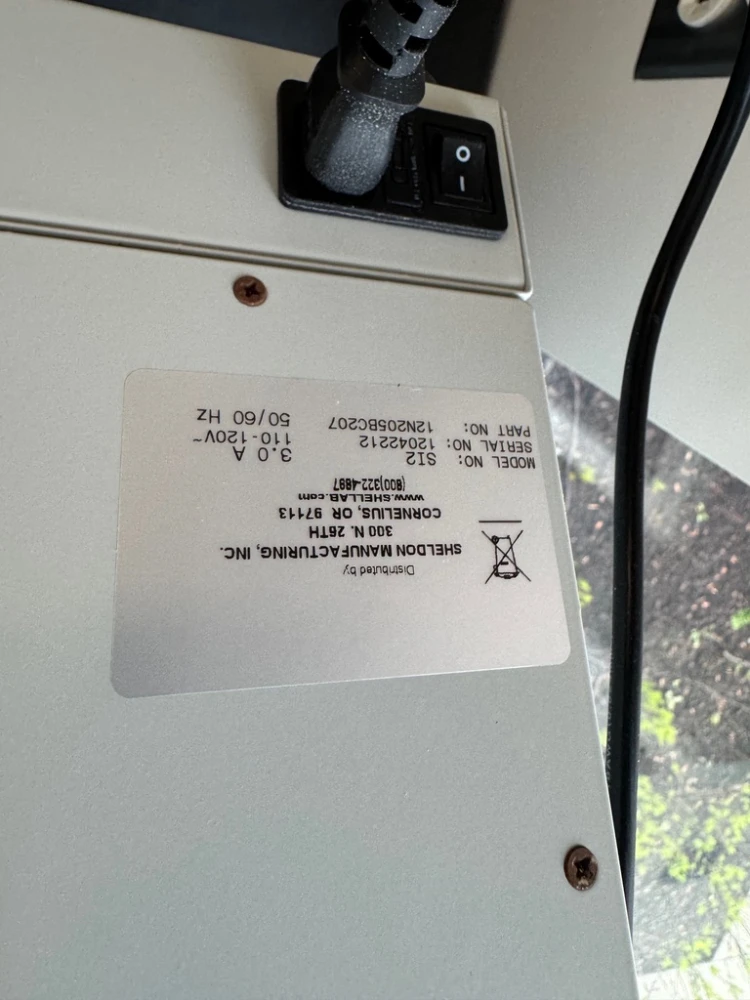 Distributed by
SHELDON MANUFACTURING, INC.
300 N. 26TH
CORNELIUS, OR 97113
www.SHELLAB.com
(800)322-4897
MODEL NO: SI2 3.0 A
SERIAL NO: 12042212 110-120V~
PART NO: 12N205BC207 50/60 Hz